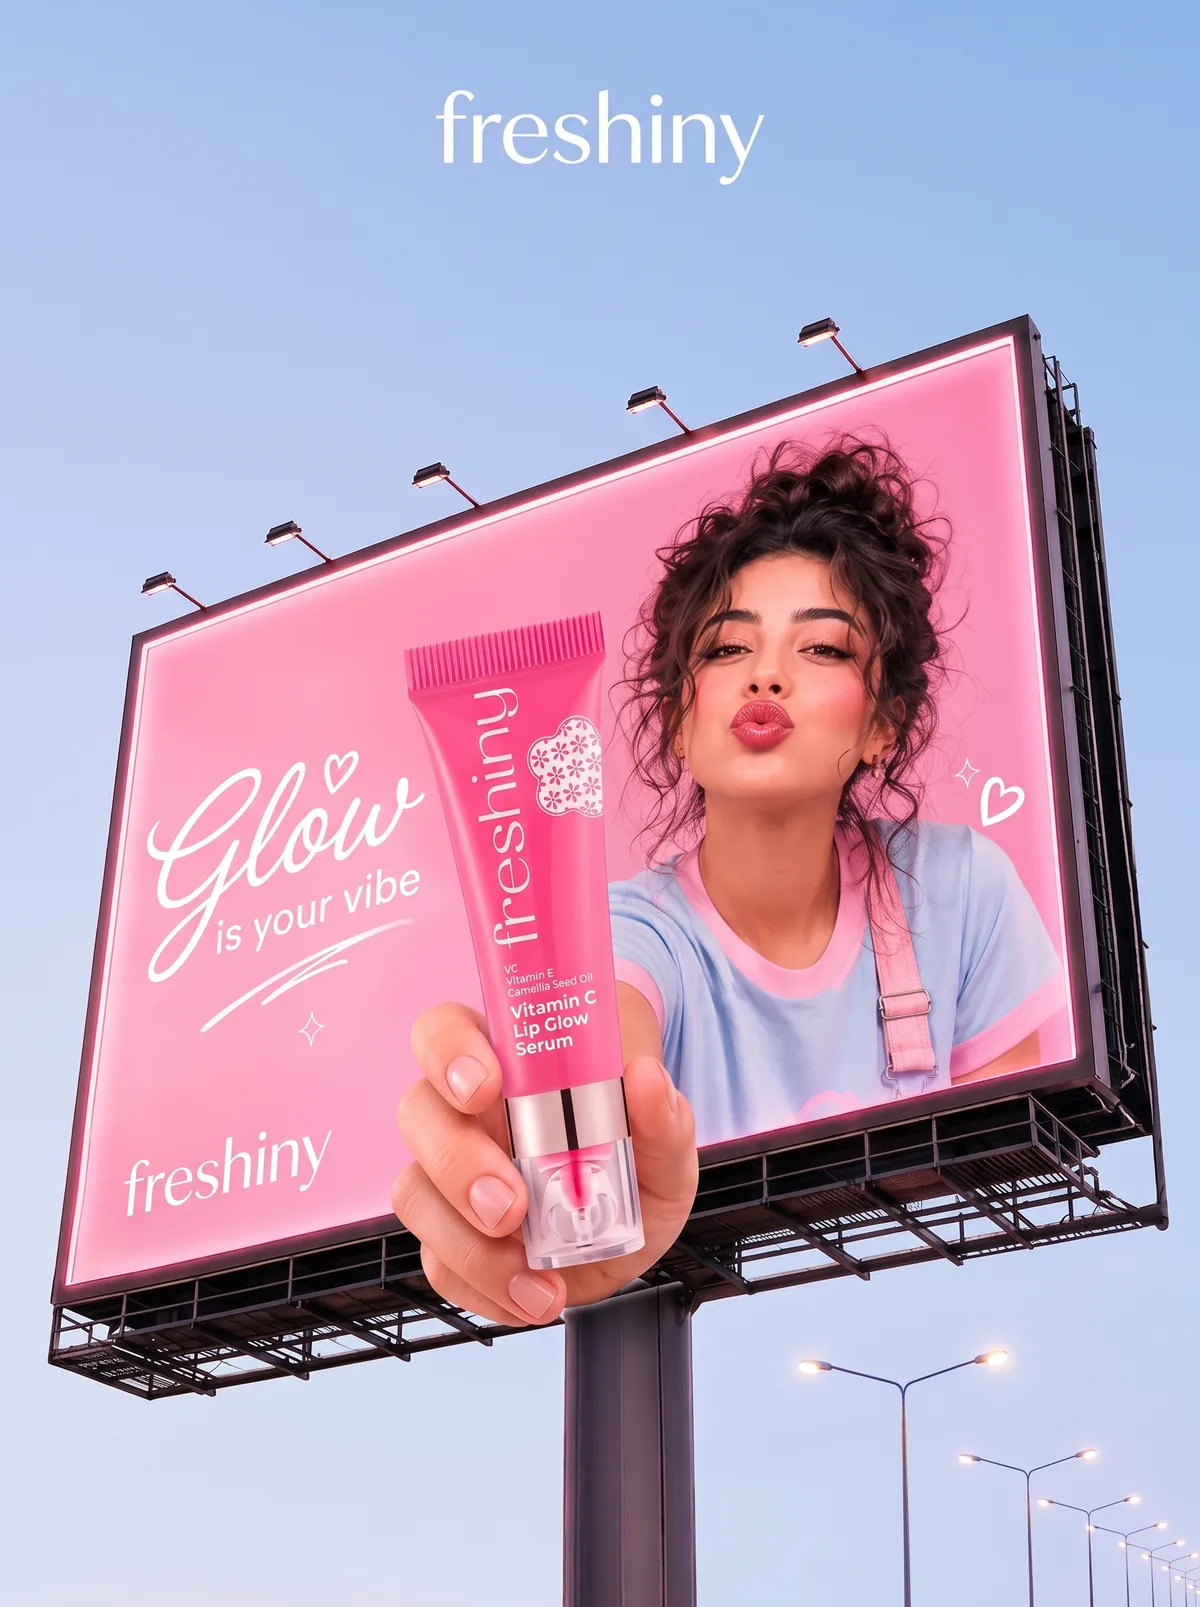 freshiny
Glow
is your vibe
freshiny
freshiny
VC
Vitamin E
Camellia Seed Oil
Vitamin C
Lip Glow
Serum